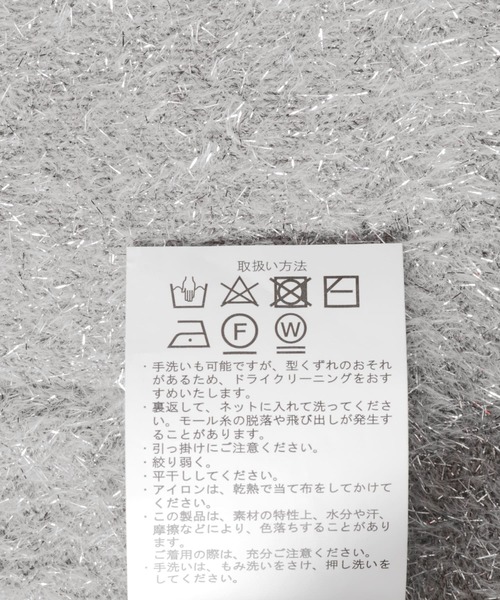 取扱い方法
F W
・手洗いも可能ですが、型くずれのおそれ
があるため、ドライクリーニングをおす
すめいたします。
・裏返して、ネットに入れて洗ってくださ
い。モール糸の脱落や飛び出しが発生す
ることがあります。
・引っ掛けにご注意ください。
・絞り弱く。
・平干ししてください。
・アイロンは、乾熱で当て布をしてかけて
ください。
・この製品は、素材の特性上、水分や汗、
摩擦などにより、色落ちすることがあり
ます。
ご着用の際は、充分ご注意ください。
・手洗いは、もみ洗いをさけ、押し洗いを
してください。